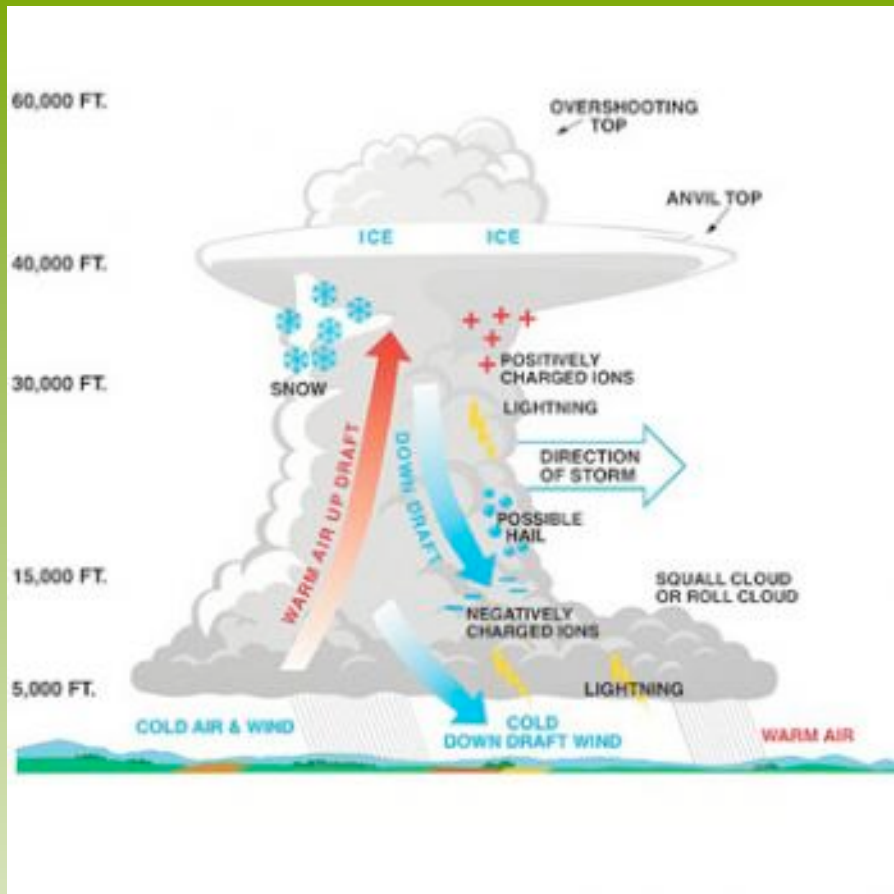 60,000 FT.
OVERSHOOTING
TOP
ANVIL TOP
ICE
ICE
40,000 FT.
POSITIVELY
CHARGED IONS
30,000 FT.
SNOW
LIGHTNING
WARM AIR UP DRAFT
DOWN DRAFT
DIRECTION
OF STORM
POSSIBLE
HAIL
15,000 FT.
SQUALL CLOUD
OR ROLL CLOUD
NEGATIVELY
CHARGED IONS
5,000 FT.
LIGHTNING
COLD AIR & WIND
COLD
DOWN DRAFT WIND
WARM AIR